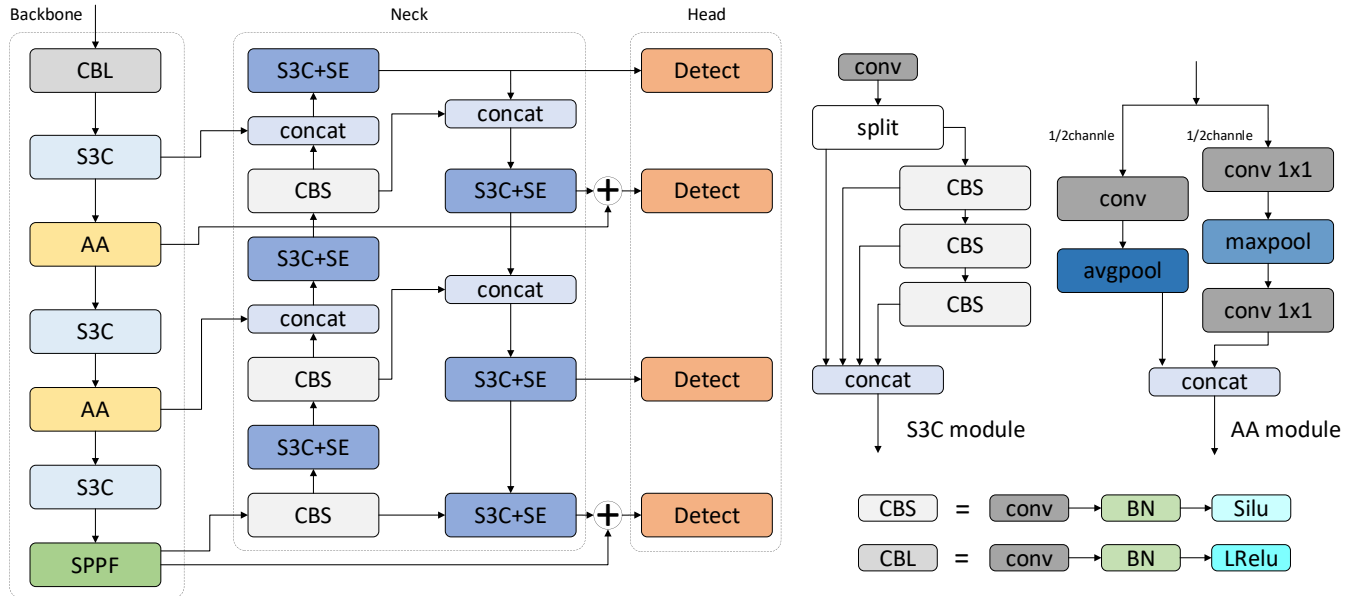 Backbone
Neck
Head
CBL
S3C
AA
S3C
AA
S3C
SPPF
S3C+SE
concat
CBS
S3C+SE
concat
CBS
S3C+SE
CBS
concat
S3C+SE
concat
S3C+SE
S3C+SE
Detect
Detect
Detect
Detect
conv
split
CBS
CBS
CBS
concat
S3C module
1/2channle
1/2channle
conv
avgpool
conv 1x1
maxpool
conv 1x1
concat
AA module
CBS = conv BN Silu
CBL = conv BN LRelu